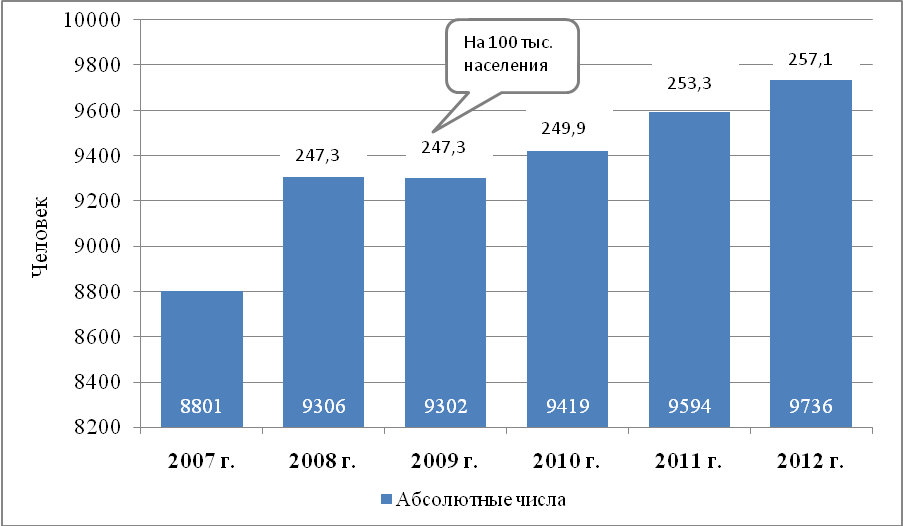 10000
9800
9600
9400
9200
9000
8800
8600
8400
8200
Человек
На 100 тыс.
населения
247,3
247,3
249,9
253,3
257,1
8801
9306
9302
9419
9594
9736
2007 г.
2008 г.
2009 г.
2010 г.
2011 г.
2012 г.
Абсолютные числа